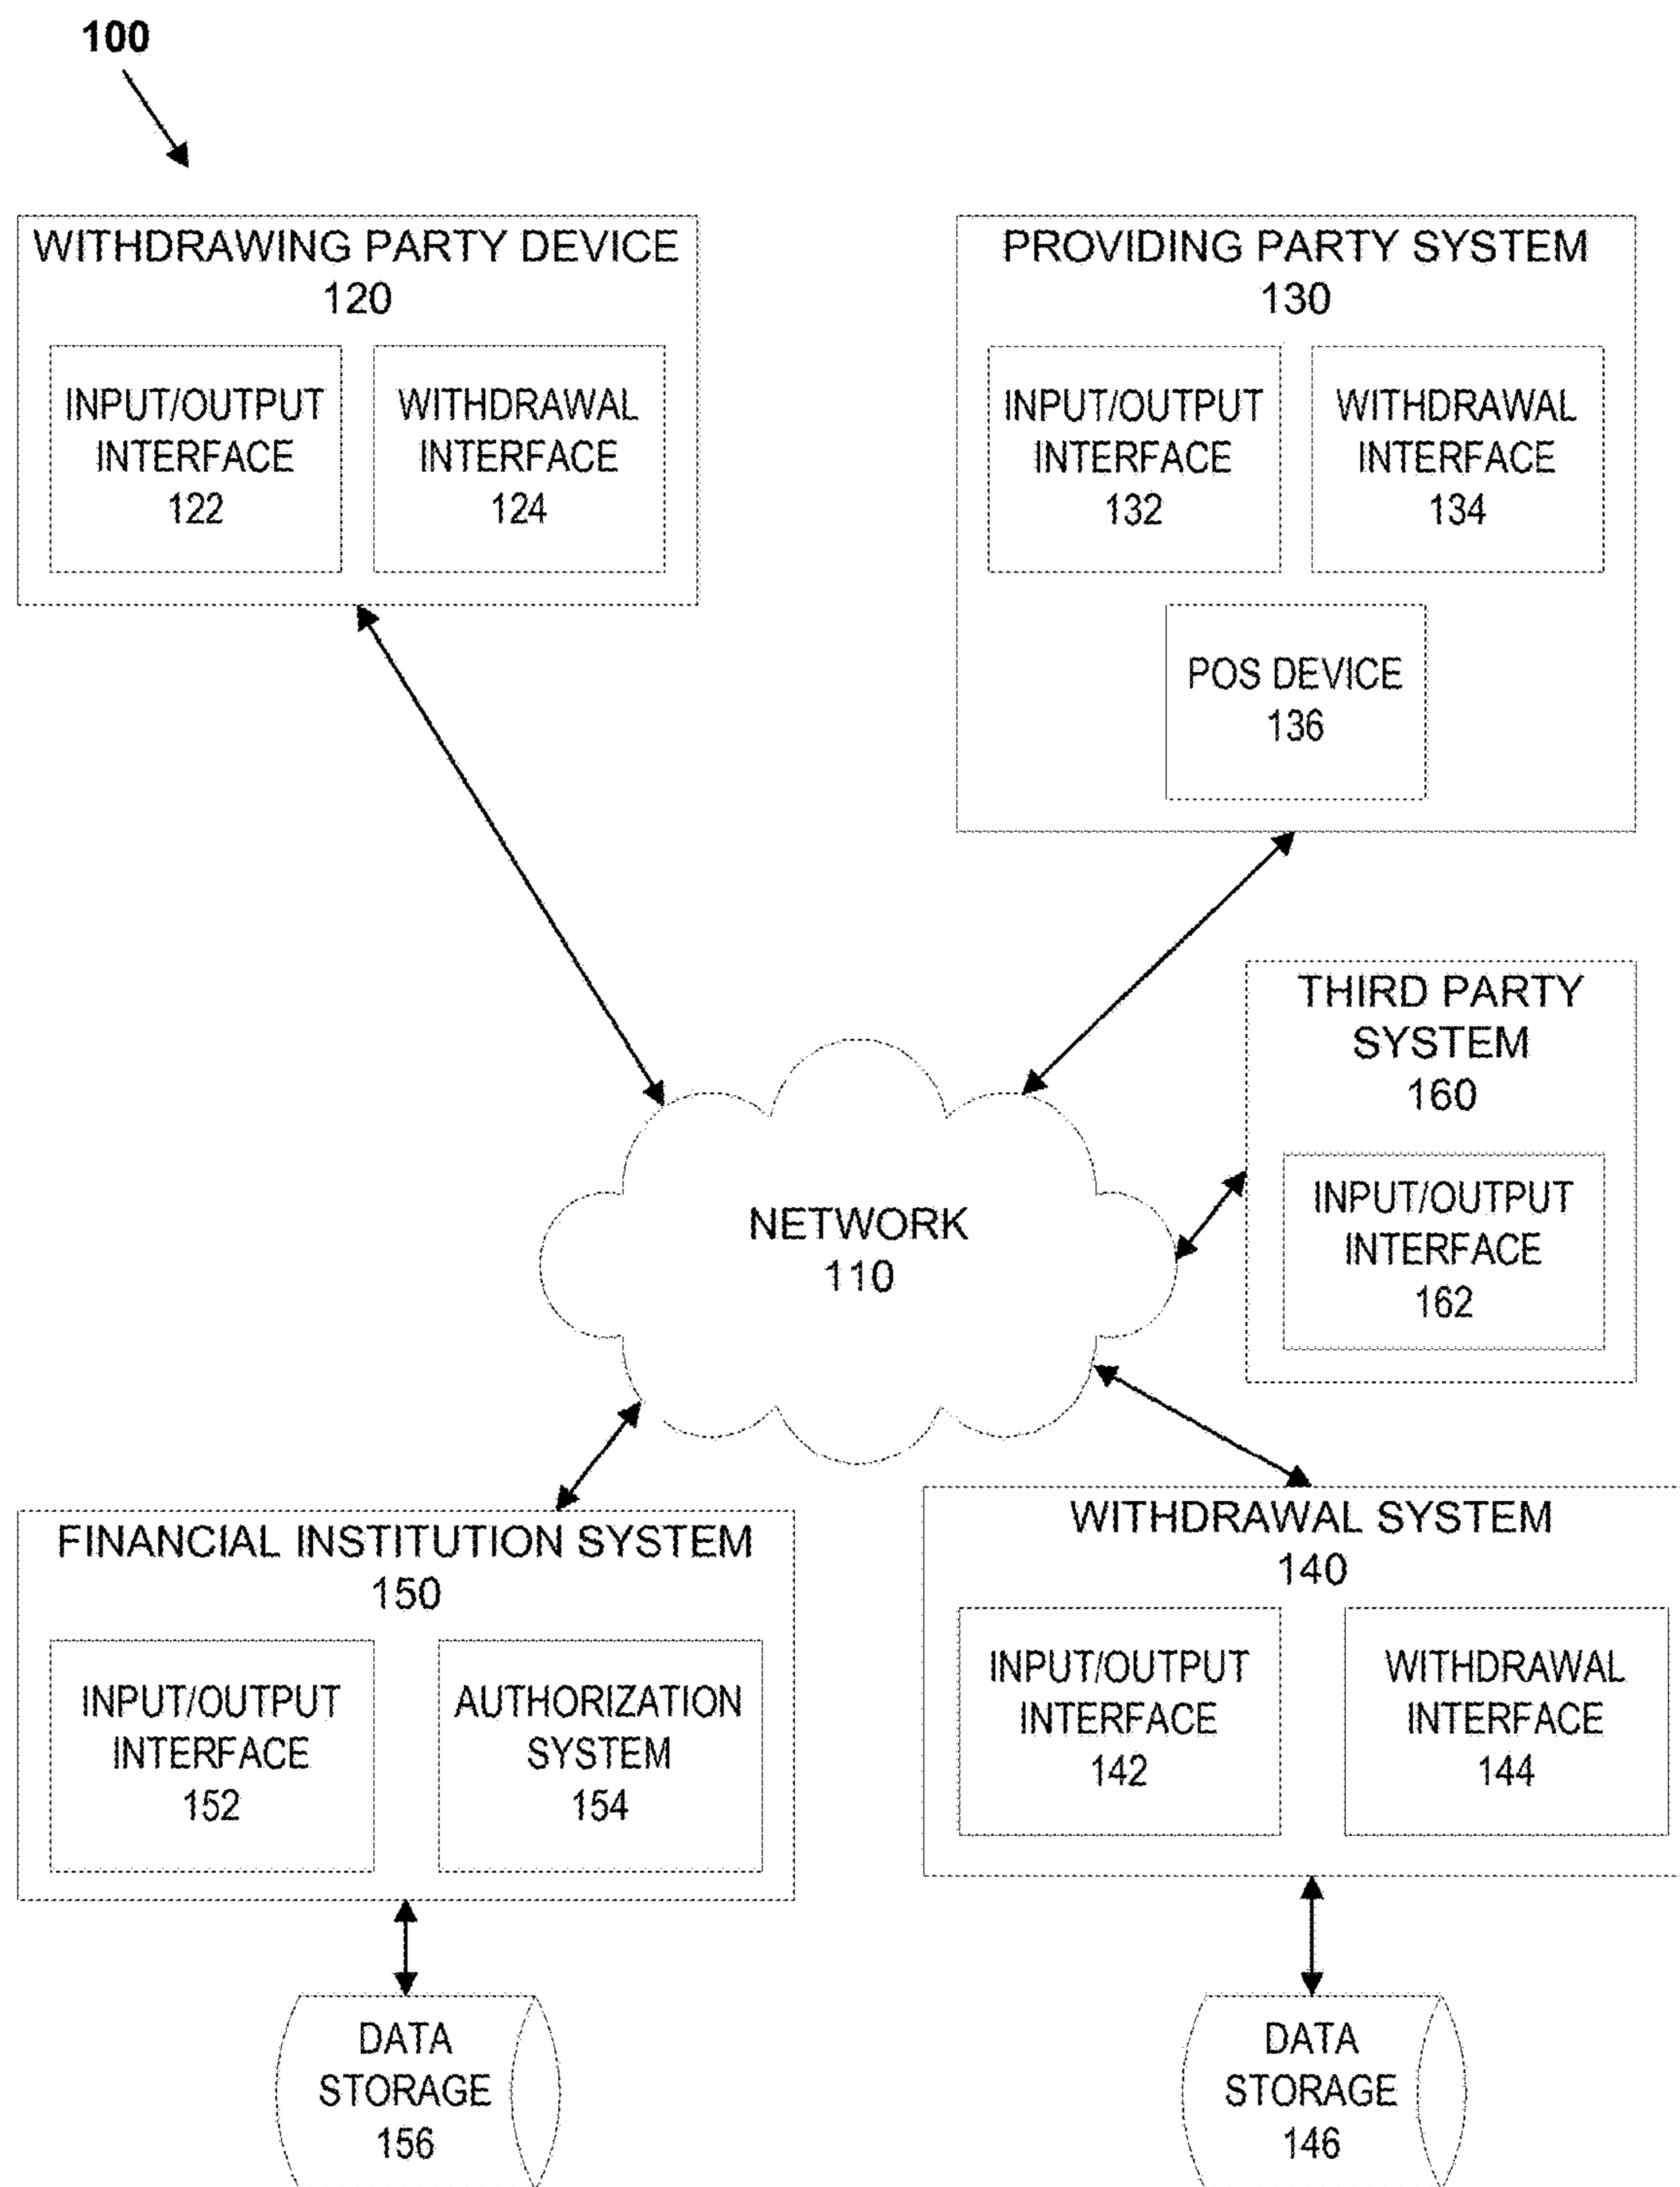 100
WITHDRAWING PARTY DEVICE
120
INPUT/OUTPUT
INTERFACE
122
WITHDRAWAL
INTERFACE
124
PROVIDING PARTY SYSTEM
130
INPUT/OUTPUT
INTERFACE
132
WITHDRAWAL
INTERFACE
134
POS DEVICE
136
THIRD PARTY
SYSTEM
160
INPUT/OUTPUT
INTERFACE
162
NETWORK
110
FINANCIAL INSTITUTION SYSTEM
150
INPUT/OUTPUT
INTERFACE
152
AUTHORIZATION
SYSTEM
154
WITHDRAWAL SYSTEM
140
INPUT/OUTPUT
INTERFACE
142
WITHDRAWAL
INTERFACE
144
DATA
STORAGE
156
DATA
STORAGE
146